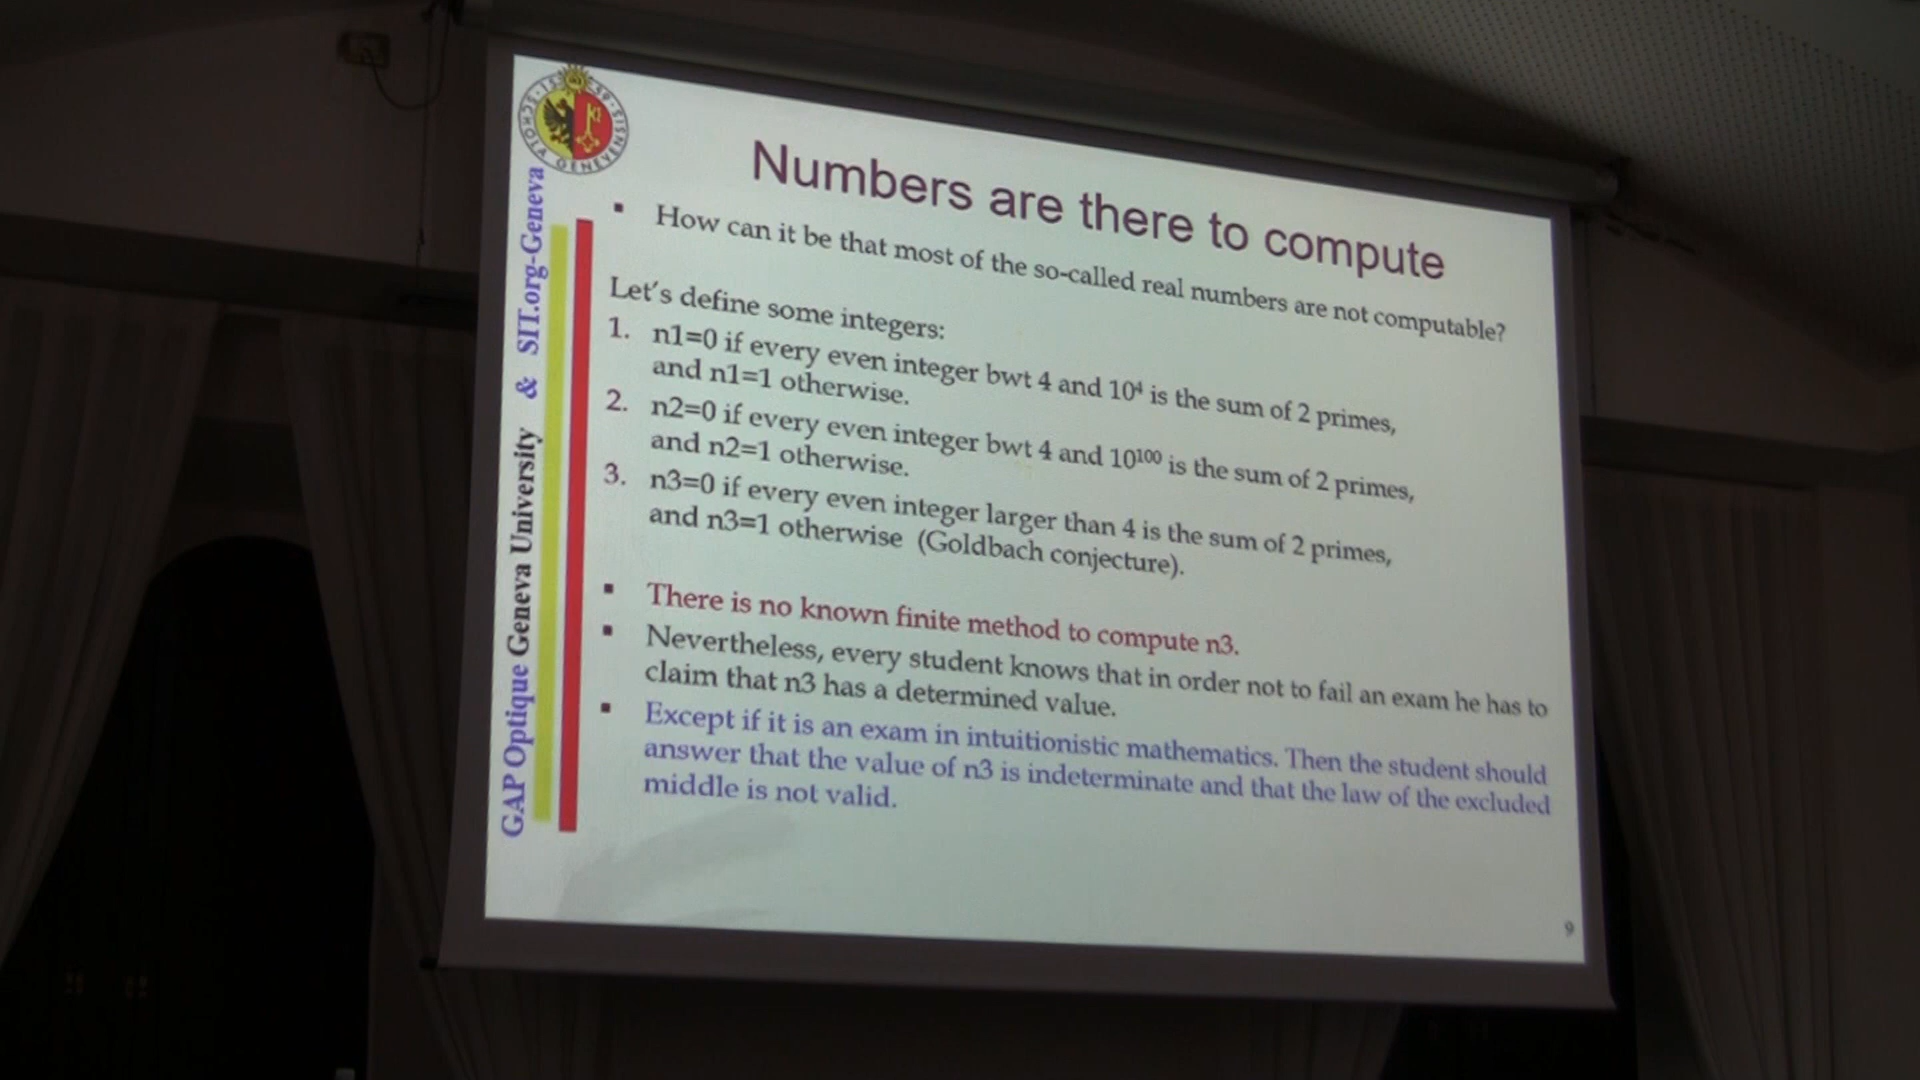 SCHOLA GENEVENSIS 1559
GAP Optique Geneva University & SIT.org-Geneva
Numbers are there to compute
▪ How can it be that most of the so-called real numbers are not computable?
Let's define some integers:
1. n1=0 if every even integer bwt 4 and 10⁴ is the sum of 2 primes,
and n1=1 otherwise.
2. n2=0 if every even integer bwt 4 and 10¹⁰⁰ is the sum of 2 primes,
and n2=1 otherwise.
3. n3=0 if every even integer larger than 4 is the sum of 2 primes,
and n3=1 otherwise (Goldbach conjecture).
▪ There is no known finite method to compute n3.
▪ Nevertheless, every student knows that in order not to fail an exam he has to
claim that n3 has a determined value.
▪ Except if it is an exam in intuitionistic mathematics. Then the student should
answer that the value of n3 is indeterminate and that the law of the excluded
middle is not valid.
9